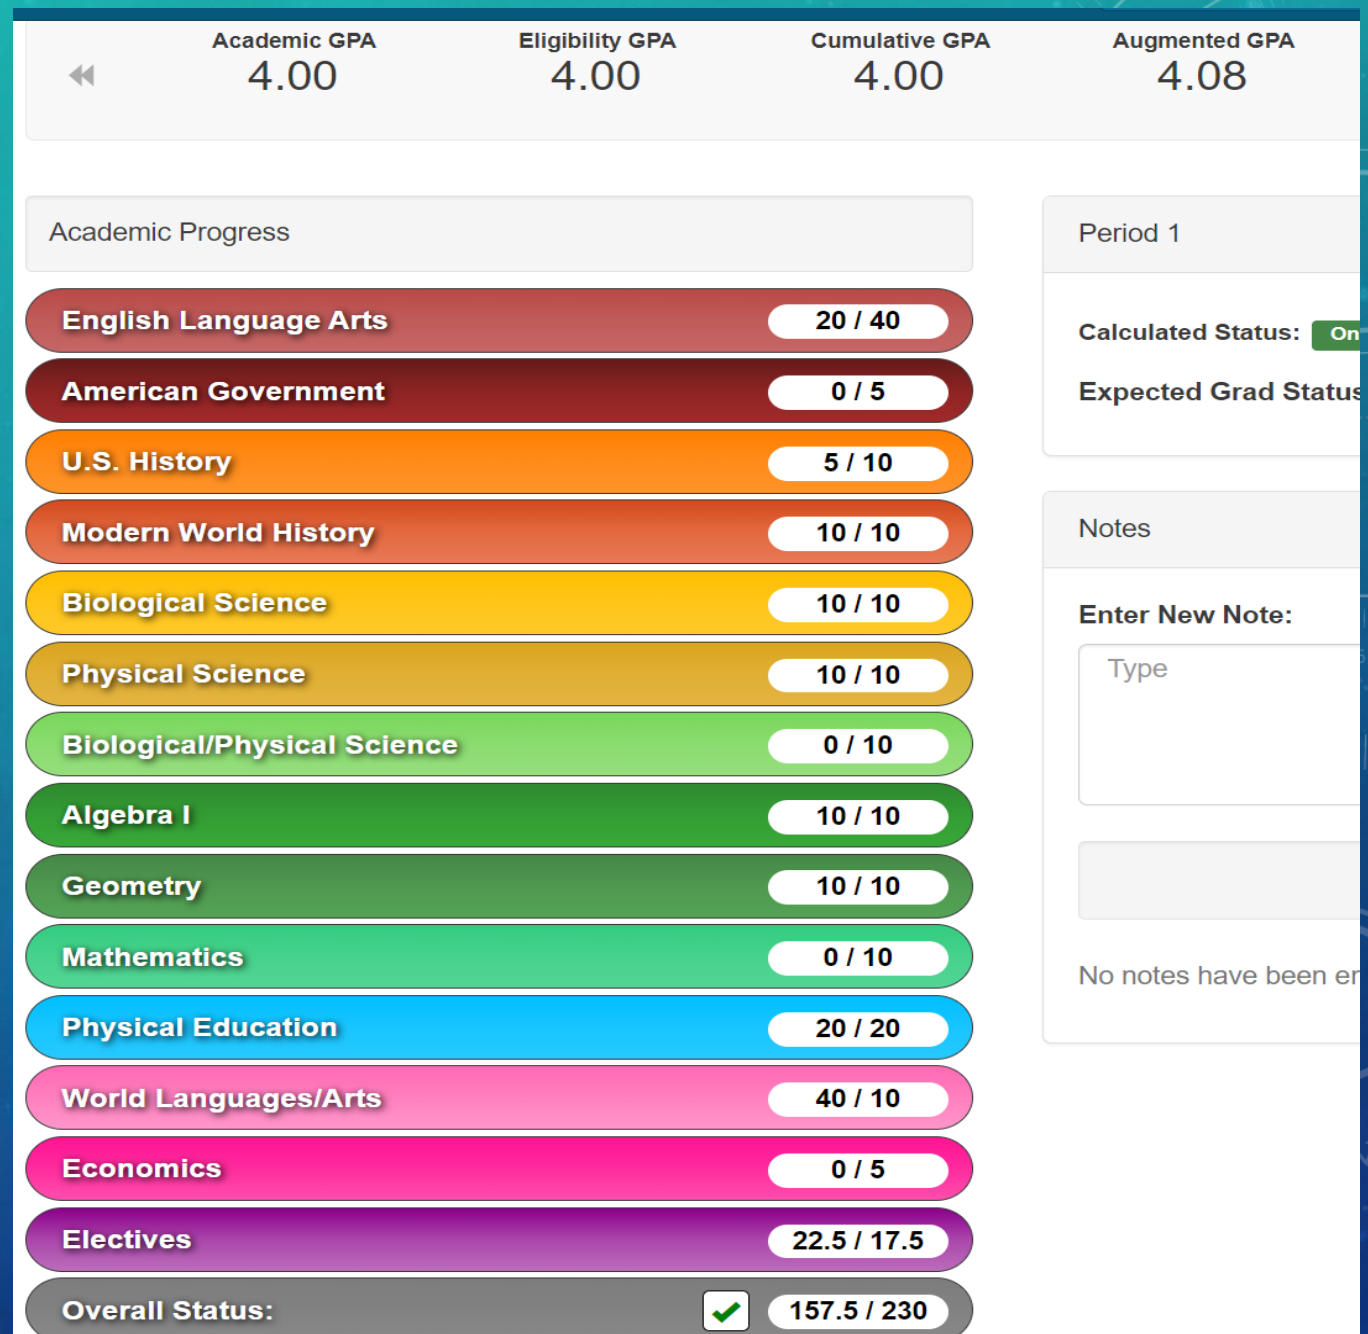 Academic GPA Eligibility GPA Cumulative GPA Augmented GPA
4.00 4.00 4.00 4.08
Academic Progress
English Language Arts 20 / 40
American Government 0 / 5
U.S. History 5 / 10
Modern World History 10 / 10
Biological Science 10 / 10
Physical Science 10 / 10
Biological/Physical Science 0 / 10
Algebra I 10 / 10
Geometry 10 / 10
Mathematics 0 / 10
Physical Education 20 / 20
World Languages/Arts 40 / 10
Economics 0 / 5
Electives 22.5 / 17.5
Overall Status: 157.5 / 230
Period 1
Calculated Status: On
Expected Grad Status
Notes
Enter New Note:
Type
No notes have been